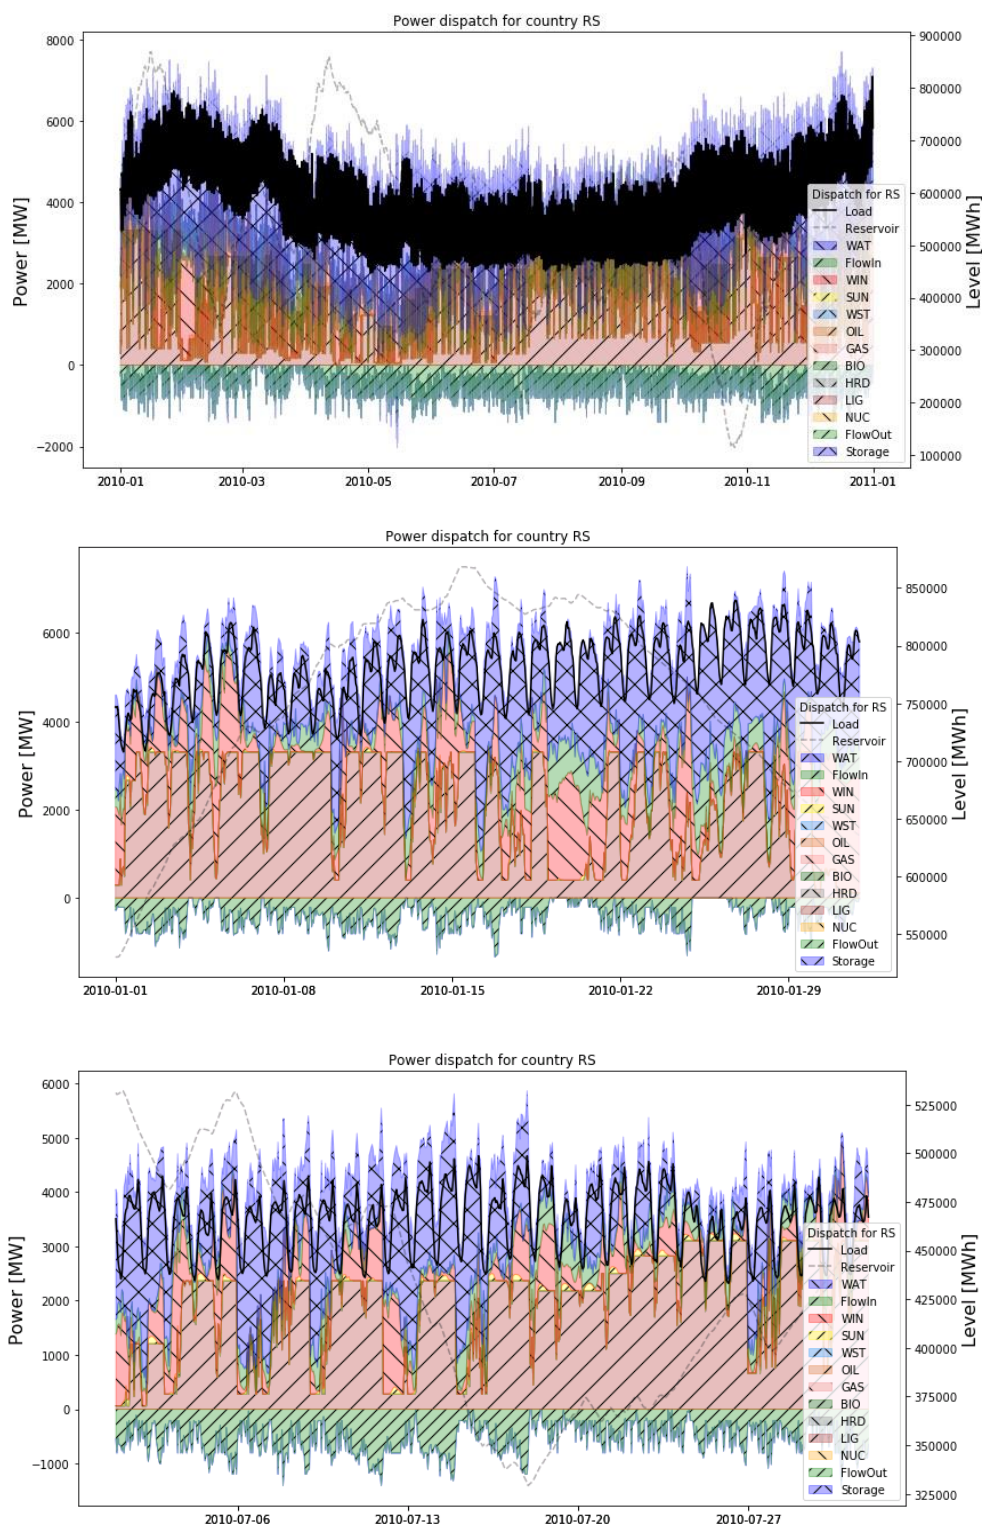 Power dispatch for country RS
8000
6000
4000
2000
0
−2000
Power [MW]
900000
800000
700000
600000
500000
400000
300000
200000
100000
Level [MWh]
Dispatch for RS
Load
Reservoir
WAT
FlowIn
WIN
SUN
WST
OIL
GAS
BIO
HRD
LIG
NUC
FlowOut
Storage
2010-01
2010-03
2010-05
2010-07
2010-09
2010-11
2011-01
Power dispatch for country RS
6000
4000
2000
0
Power [MW]
850000
800000
750000
700000
650000
600000
550000
Level [MWh]
Dispatch for RS
Load
Reservoir
WAT
FlowIn
WIN
SUN
WST
OIL
GAS
BIO
HRD
LIG
NUC
FlowOut
Storage
2010-01-01
2010-01-08
2010-01-15
2010-01-22
2010-01-29
Power dispatch for country RS
6000
5000
4000
3000
2000
1000
0
−1000
Power [MW]
525000
500000
475000
450000
425000
400000
375000
350000
325000
Level [MWh]
Dispatch for RS
Load
Reservoir
WAT
FlowIn
WIN
SUN
WST
OIL
GAS
BIO
HRD
LIG
NUC
FlowOut
Storage
2010-07-06
2010-07-13
2010-07-20
2010-07-27